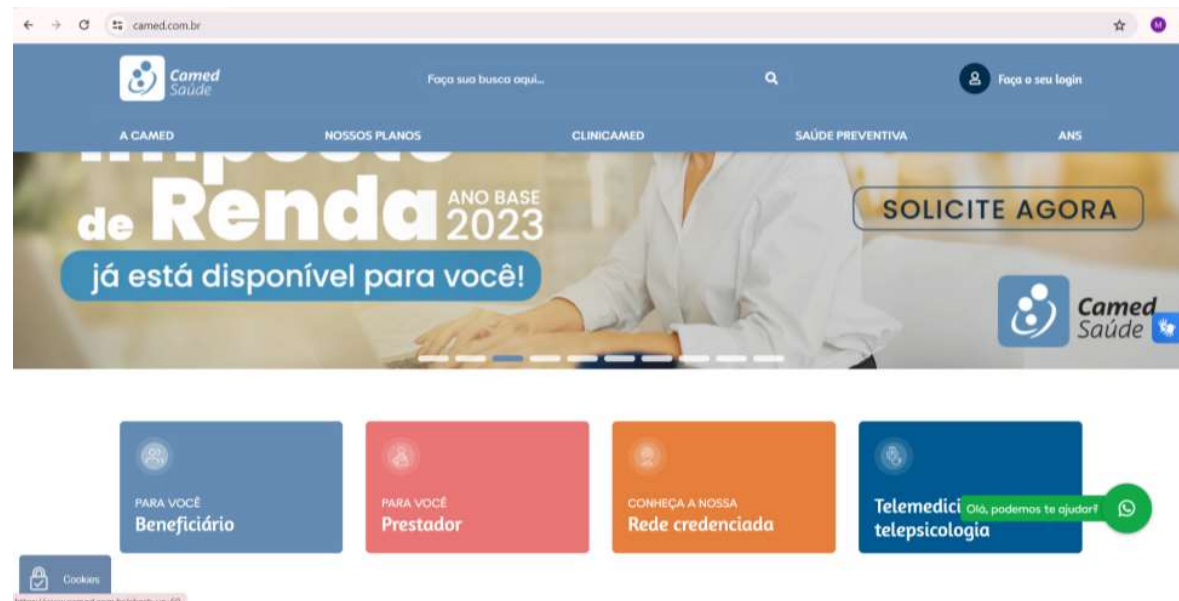 camed.com.br
M
Camed
Saúde
Faça sua busca aqui...
Faça o seu login
A CAMED
NOSSOS PLANOS
CLINICAMED
SAÚDE PREVENTIVA
ANS
Imposto
de Renda ANO BASE
2023
já está disponível para você!
SOLICITE AGORA
Camed
Saúde
PARA VOCÊ
Beneficiário
PARA VOCÊ
Prestador
CONHEÇA A NOSSA
Rede credenciada
Telemedici
telepsicologia
Olá, podemos te ajudar?
Cookies